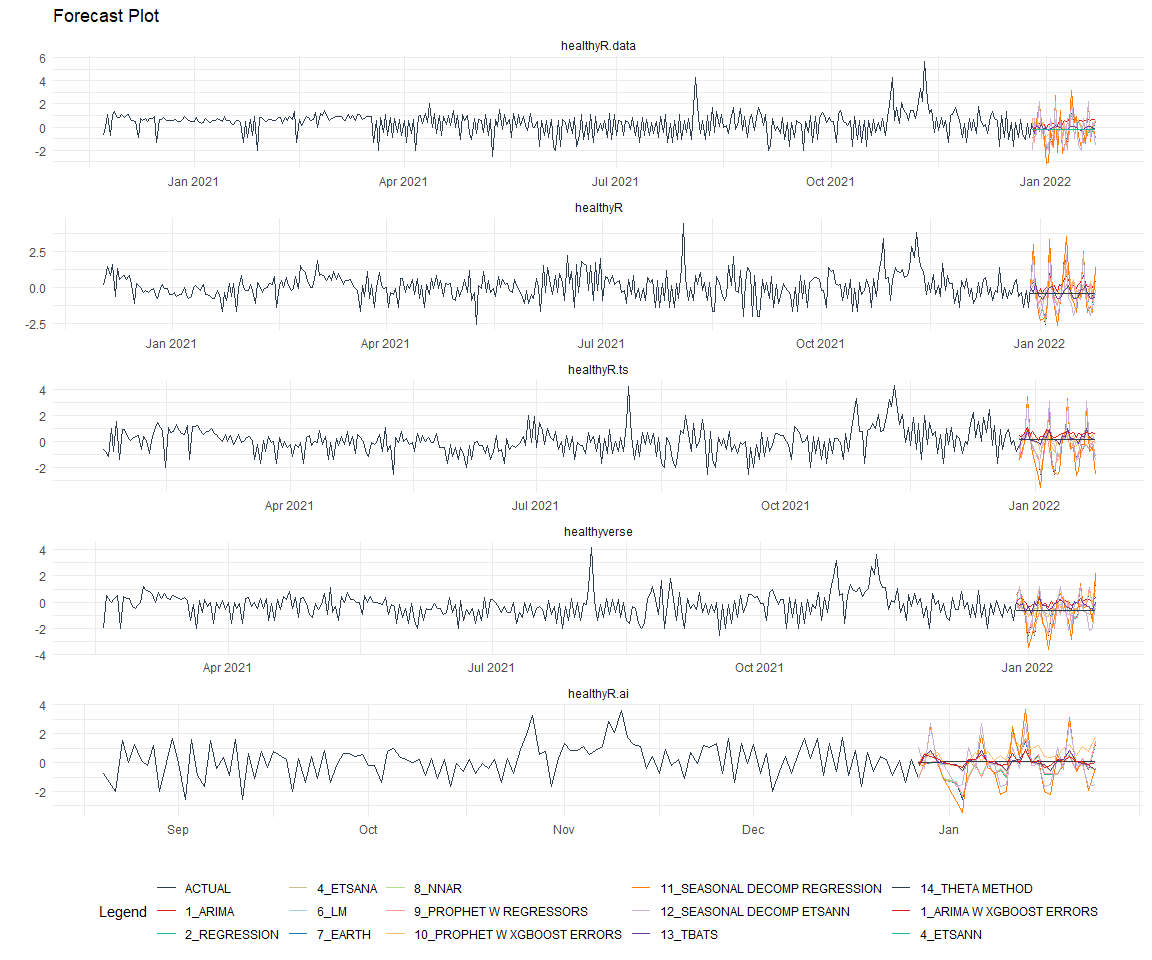 Forecast Plot
healthyR.data
6
4
2
0
-2
Jan 2021 Apr 2021 Jul 2021 Oct 2021 Jan 2022
healthyR
2.5
0.0
-2.5
Jan 2021 Apr 2021 Jul 2021 Oct 2021 Jan 2022
healthyR.ts
4
2
0
-2
Apr 2021 Jul 2021 Oct 2021 Jan 2022
healthyverse
4
2
0
-2
-4
Apr 2021 Jul 2021 Oct 2021 Jan 2022
healthyR.ai
4
2
0
-2
Sep Oct Nov Dec Jan
ACTUAL 4_ETSANA 8_NNAR 11_SEASONAL DECOMP REGRESSION 14_THETA METHOD
Legend 1_ARIMA 6_LM 9_PROPHET W REGRESSORS 12_SEASONAL DECOMP ETSANN 1_ARIMA W XGBOOST ERRORS
2_REGRESSION 7_EARTH 10_PROPHET W XGBOOST ERRORS 13_TBATS 4_ETSANN